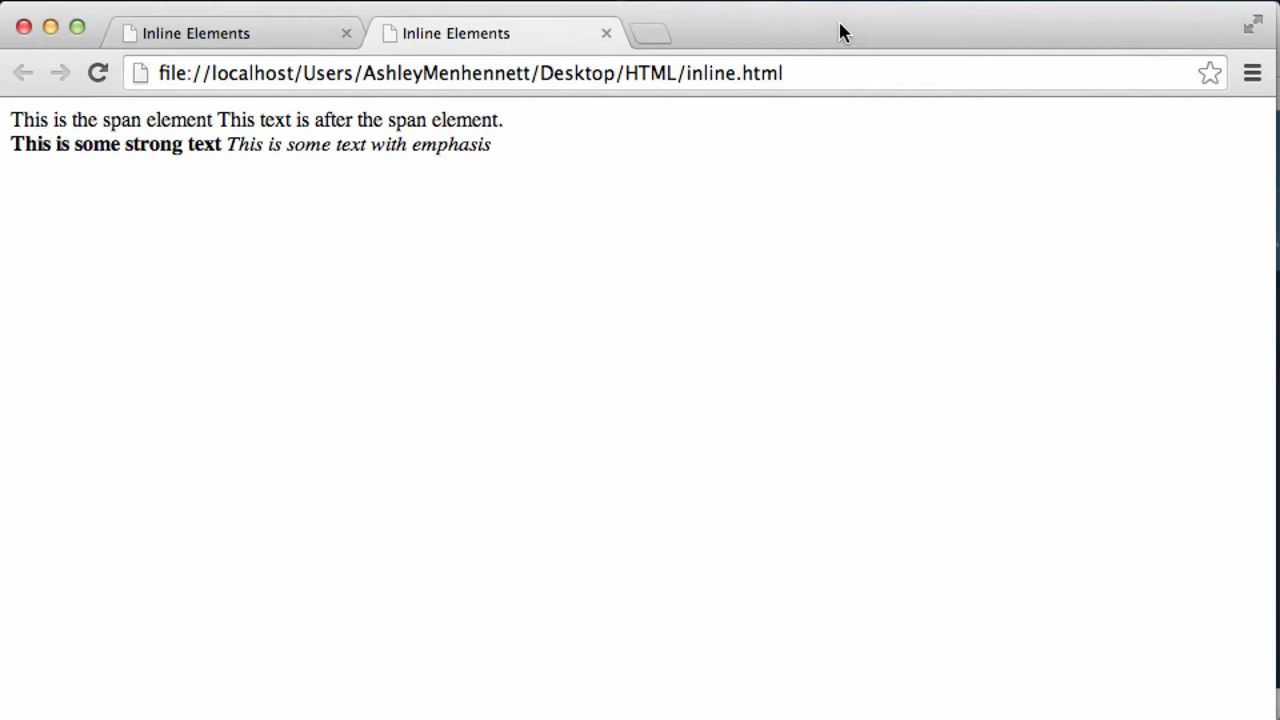 Inline Elements
Inline Elements
file://localhost/Users/AshleyMenhennett/Desktop/HTML/inline.html
This is the span element This text is after the span element.
This is some strong text This is some text with emphasis